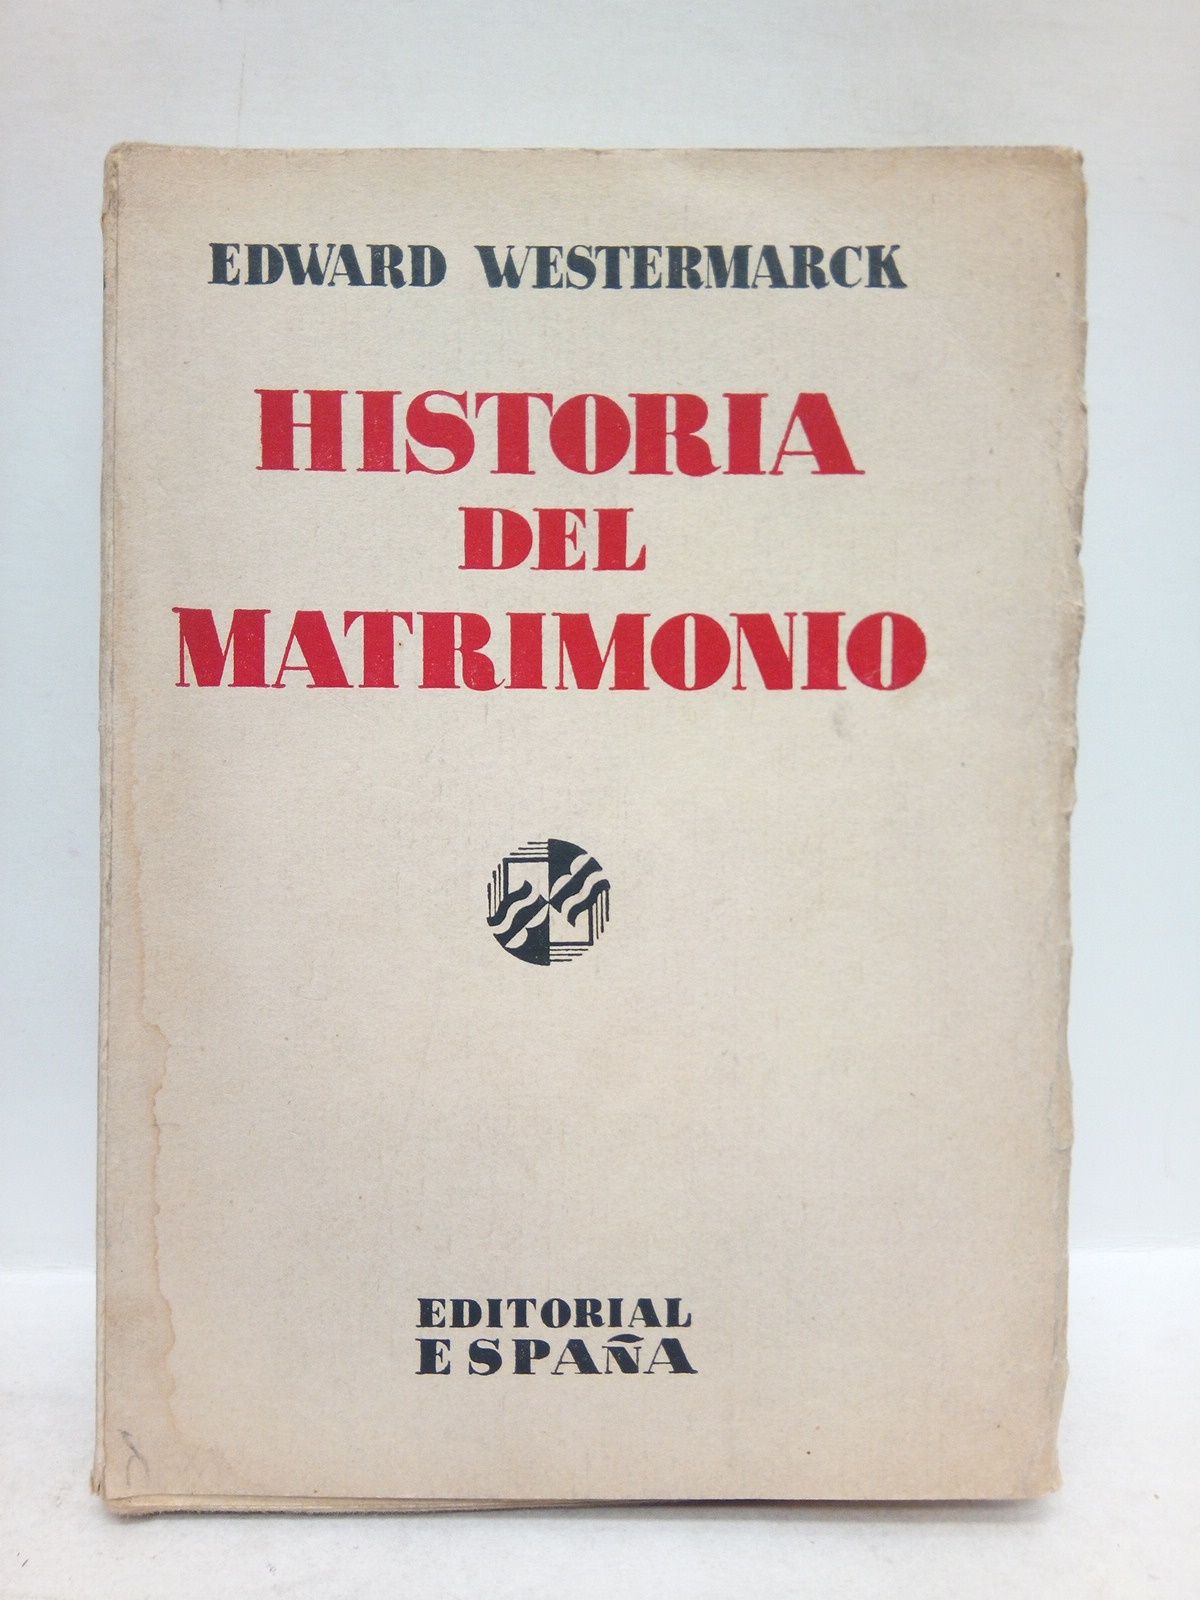 EDWARD WESTERMARCK
HISTORIA
DEL
MATRIMONIO
EDITORIAL
ESPAÑA